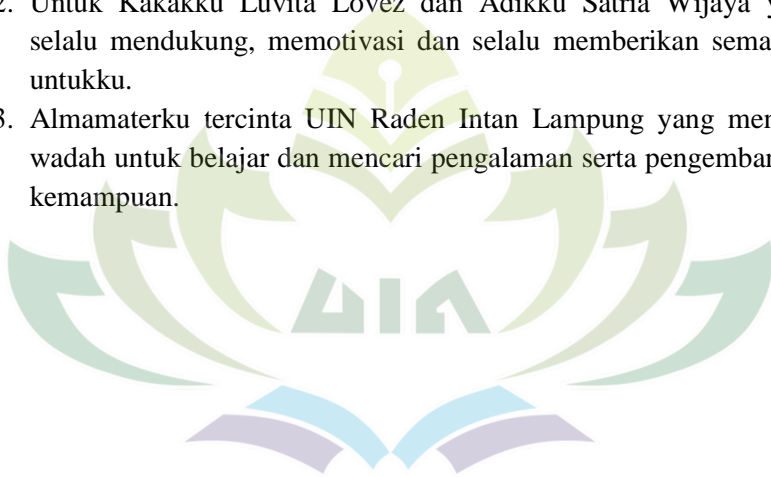 2. Untuk Kakakku Luvita Lovez dan Adikku Satria Wijaya
selalu mendukung, memotivasi dan selalu memberikan
untukku.
3. Almamaterku tercinta UIN Raden Intan Lampung yang
wadah untuk belajar dan mencari pengalaman serta
kemampuan.
UIN